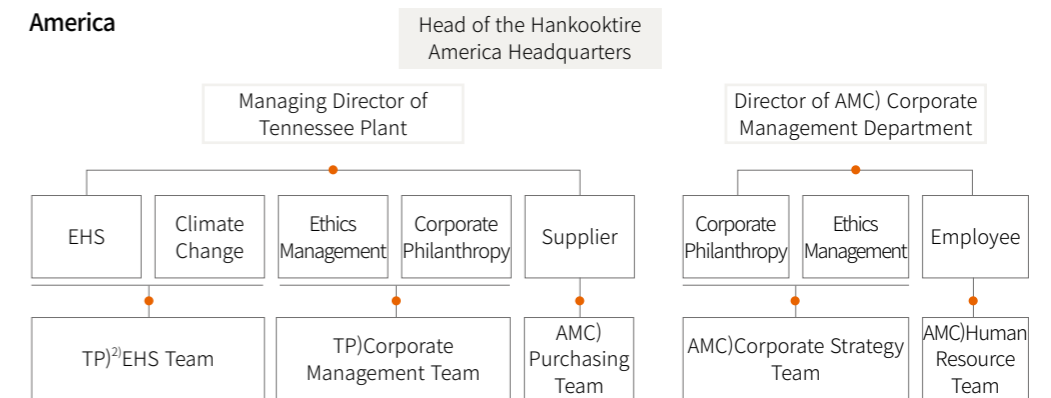 America
Head of the Hankooktire
America Headquarters
Managing Director of
Tennessee Plant
Director of AMC) Corporate
Management Department
EHS
Climate
Change
Ethics
Management
Corporate
Philanthropy
Supplier
Corporate
Philanthropy
Ethics
Management
Employee
TP)2)EHS Team
TP)Corporate
Management Team
AMC)
Purchasing
Team
AMC)Corporate Strategy
Team
AMC)Human
Resource
Team